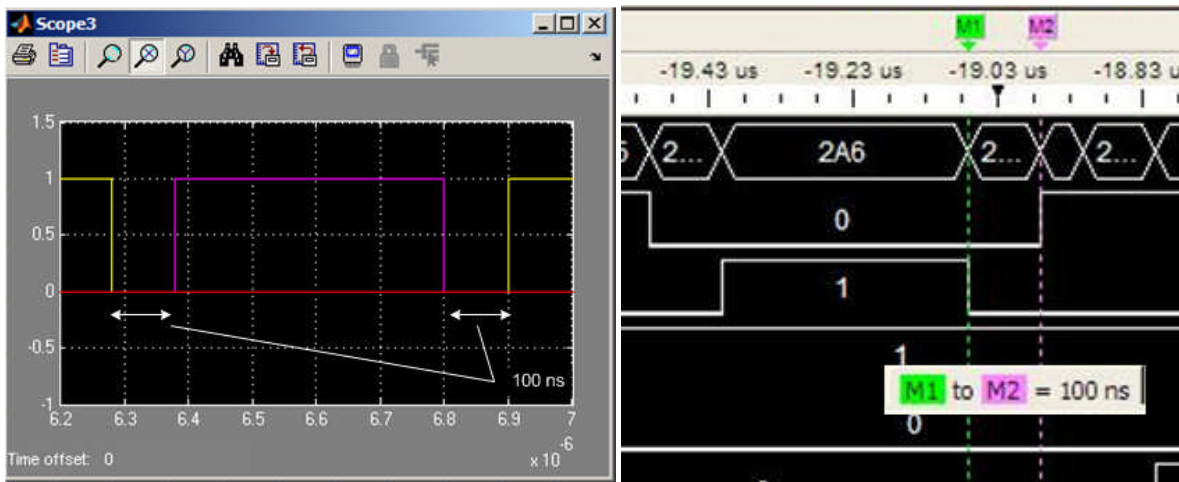 Scope3
1.5
1
0.5
0
-0.5
-1
100 ns
6.2 6.3 6.4 6.5 6.6 6.7 6.8 6.9 7
Time offset: 0
x 10
-6
M1 M2
-19.43 us -19.23 us -19.03 us -18.83
2... 2A6 2... 2...
0
1
1
M1 to M2 = 100 ns
0